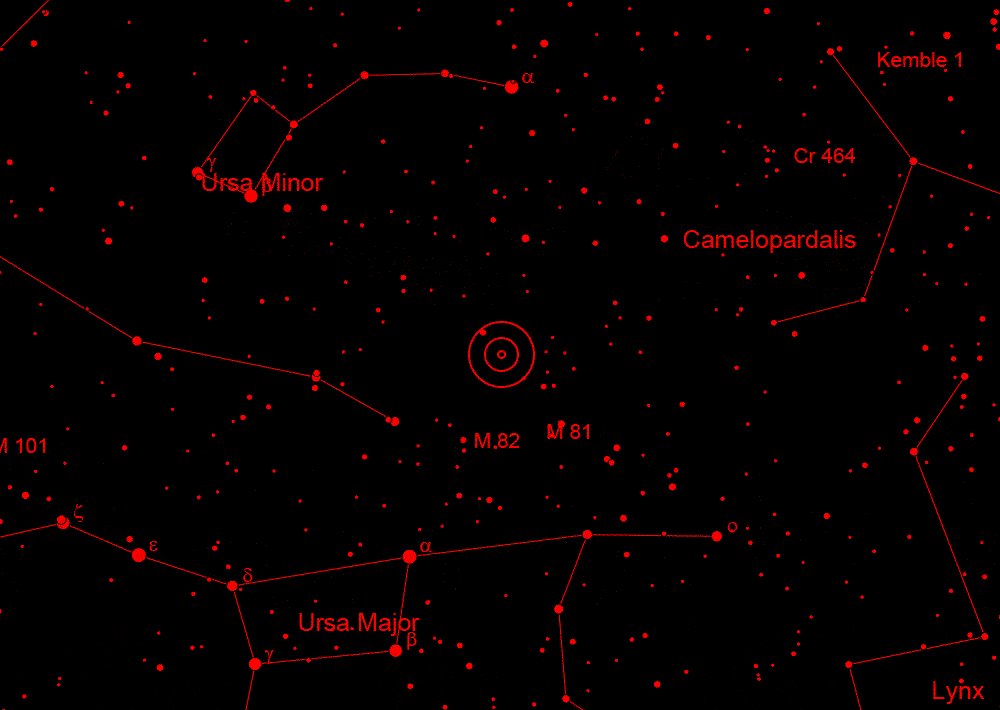 α
Kemble 1
Cr 464
γ
Ursa Minor
β
Camelopardalis
M 81
M 82
M 101
ζ
ο
ε
α
δ
Ursa Major
β
γ
Lynx